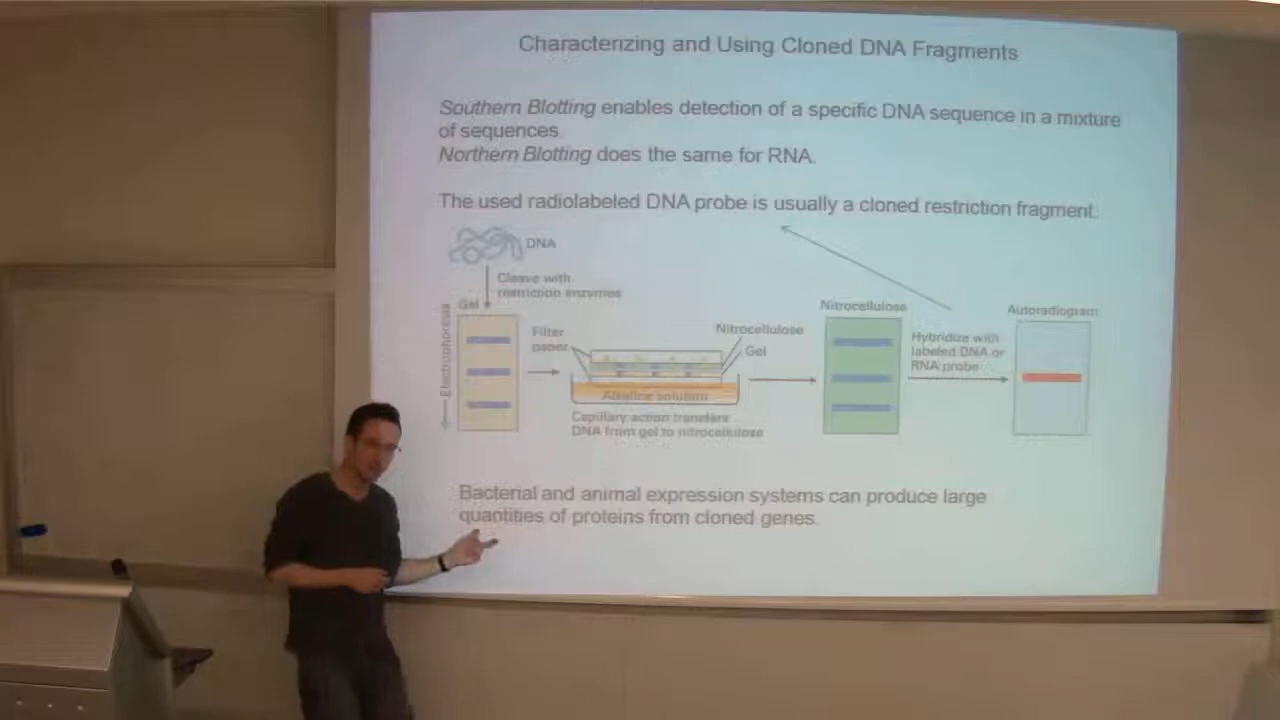 Characterizing and Using Cloned DNA Fragments
Southern Blotting enables detection of a specific DNA sequence in a mixture
of sequences.
Northern Blotting does the same for RNA.
The used radiolabeled DNA probe is usually a cloned restriction fragment.
DNA
Cleave with
restriction enzymes
Gel
Electrophoresis
Filter
paper
Nitrocellulose
Gel
Alkaline solution
Capillary action transfers
DNA from gel to nitrocellulose
Nitrocellulose
Hybridize with
labeled DNA or
RNA probe
Autoradiogram
Bacterial and animal expression systems can produce large
quantities of proteins from cloned genes.